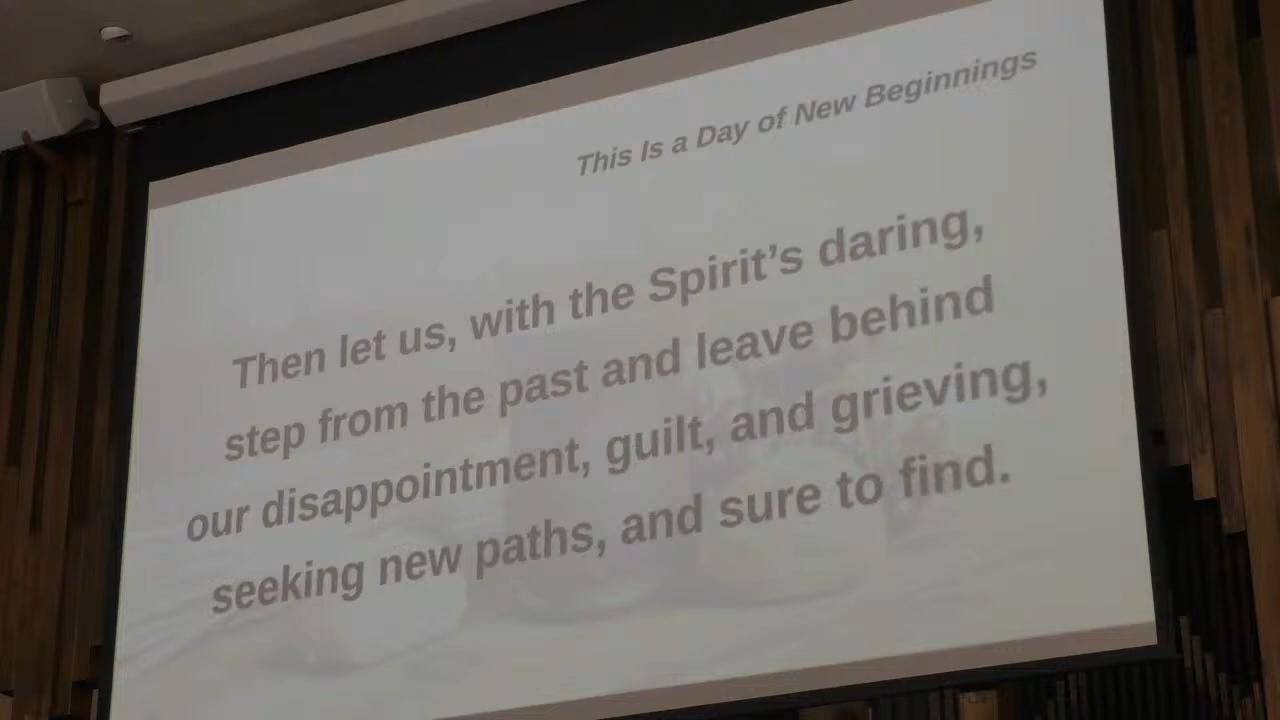 This Is a Day of New Beginnings
Then let us, with the Spirit’s daring,
step from the past and leave behind
our disappointment, guilt, and grieving,
seeking new paths, and sure to find.